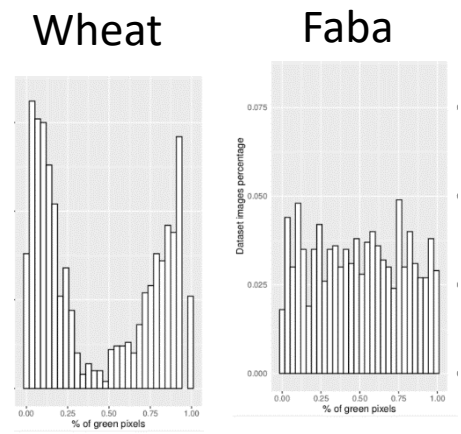 Wheat
Faba
0.00 0.25 0.50 0.75 1.00
% of green pixels
Dataset images percentage
0.075
0.050
0.025
0.000
0.00 0.25 0.50 0.75 1.00
% of green pixels